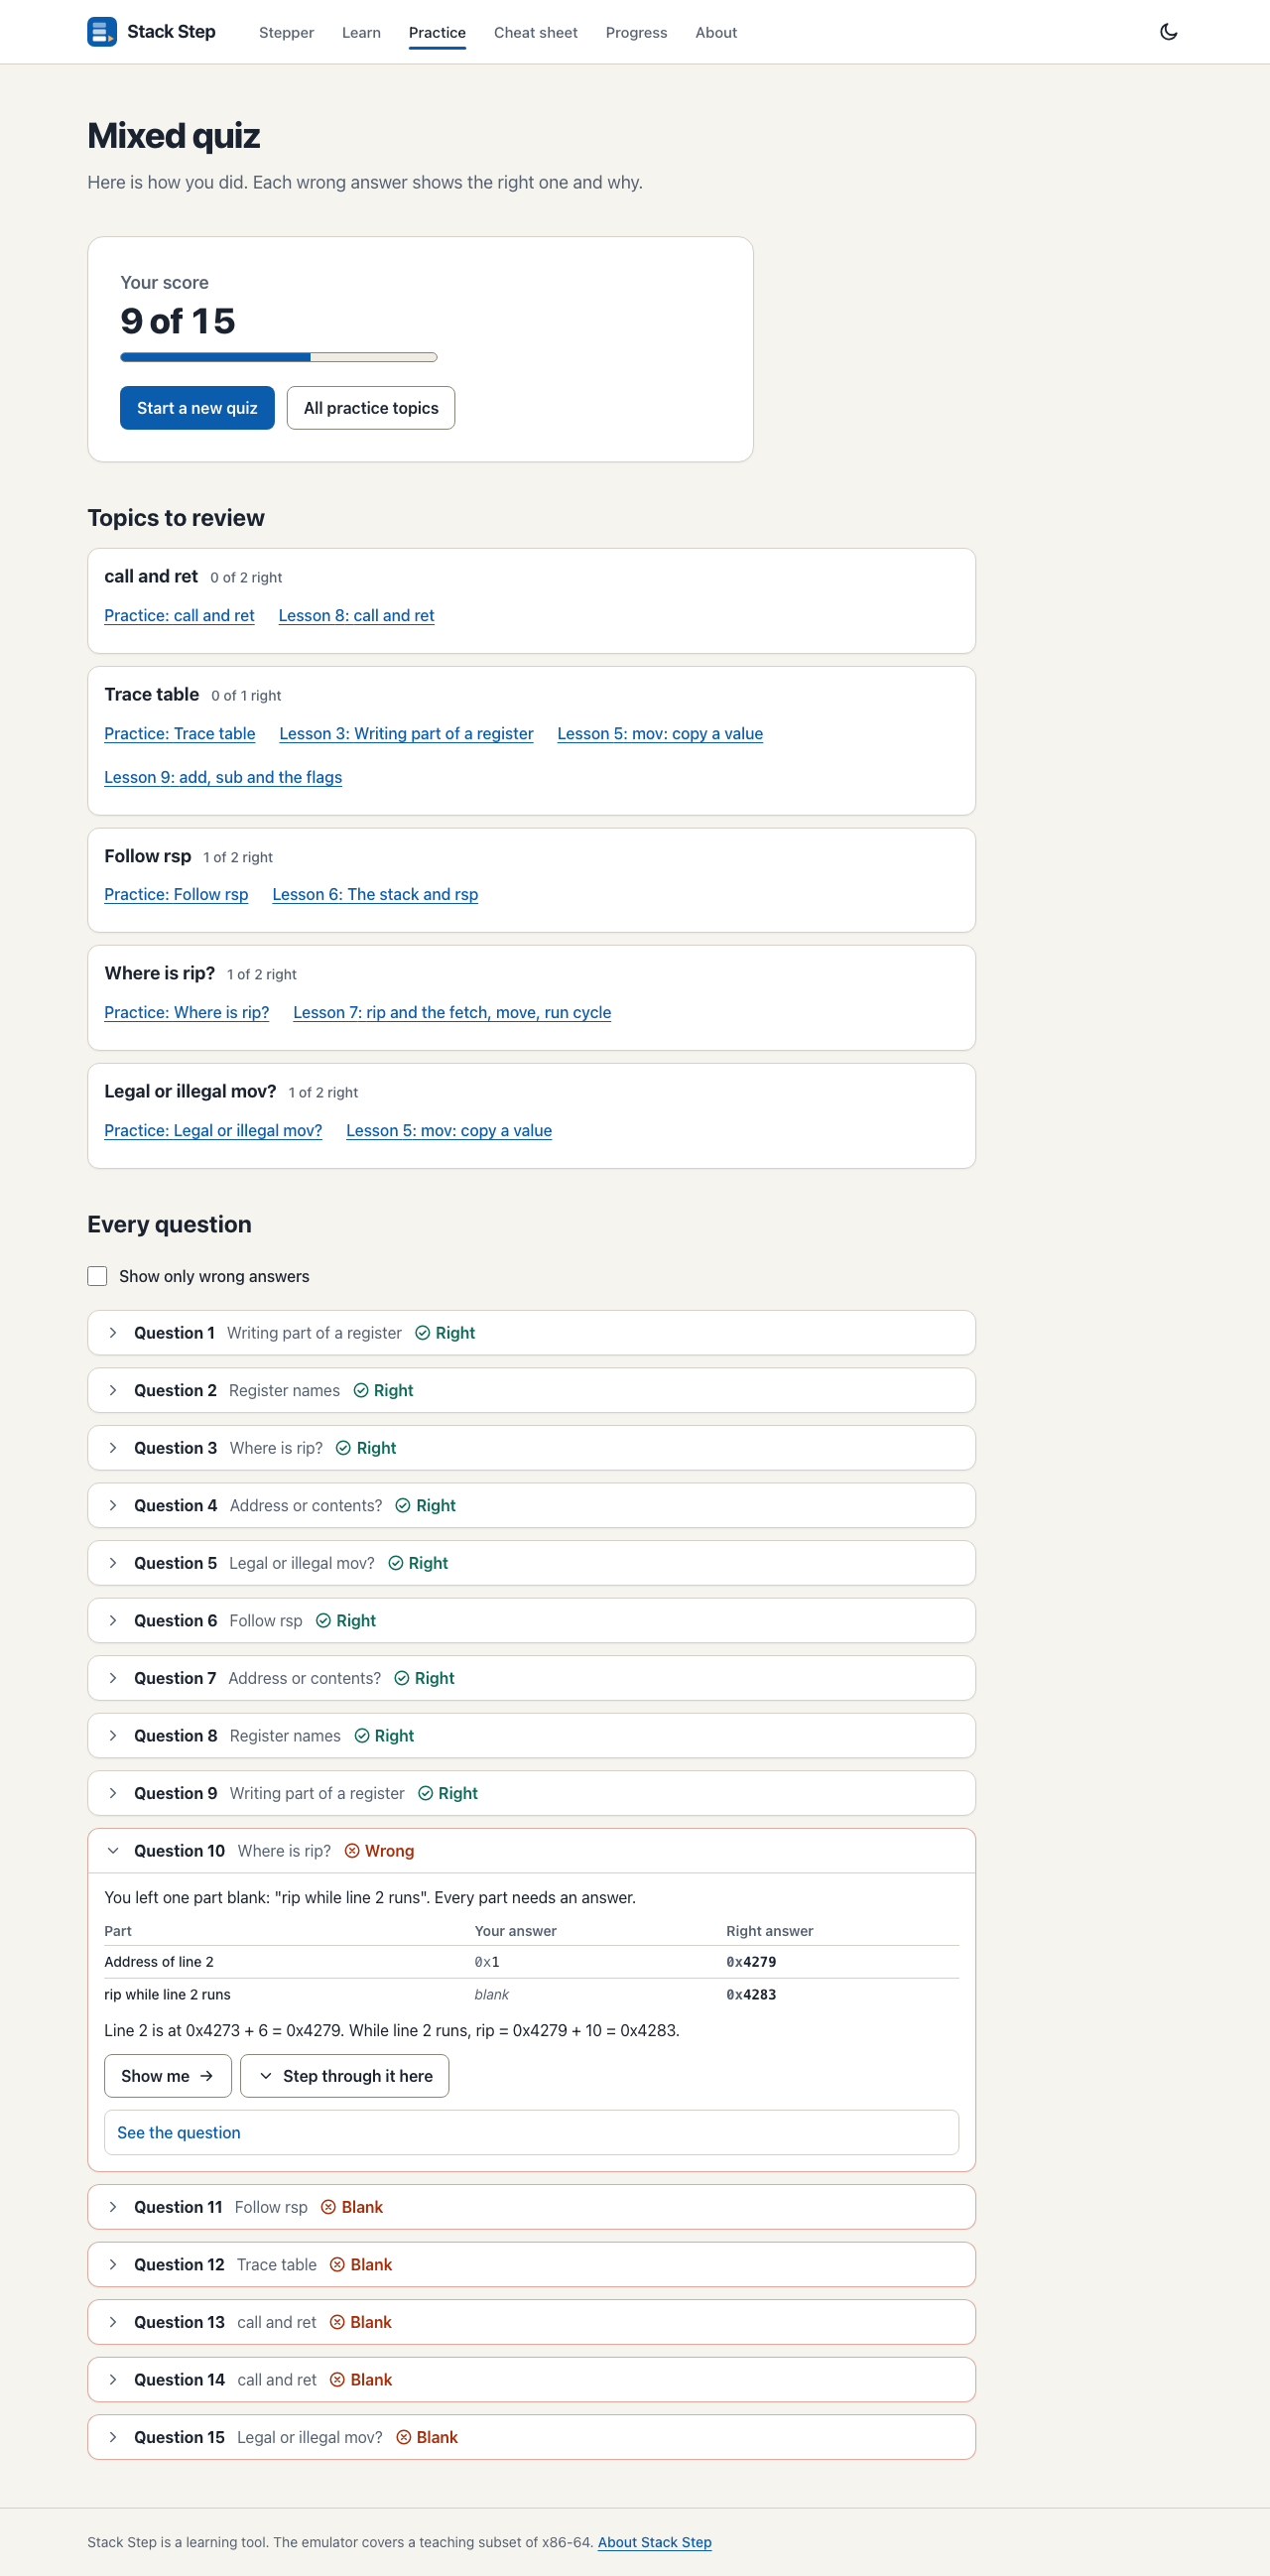 Stack Step Stepper Learn Practice Cheat sheet Progress About
Mixed quiz
Here is how you did. Each wrong answer shows the right one and why.
Your score
9 of 15
Start a new quiz All practice topics
Topics to review
call and ret 0 of 2 right
Practice: call and ret Lesson 8: call and ret
Trace table 0 of 1 right
Practice: Trace table Lesson 3: Writing part of a register Lesson 5: mov: copy a value
Lesson 9: add, sub and the flags
Follow rsp 1 of 2 right
Practice: Follow rsp Lesson 6: The stack and rsp
Where is rip? 1 of 2 right
Practice: Where is rip? Lesson 7: rip and the fetch, move, run cycle
Legal or illegal mov? 1 of 2 right
Practice: Legal or illegal mov? Lesson 5: mov: copy a value
Every question
Show only wrong answers
Question 1 Writing part of a register Right
Question 2 Register names Right
Question 3 Where is rip? Right
Question 4 Address or contents? Right
Question 5 Legal or illegal mov? Right
Question 6 Follow rsp Right
Question 7 Address or contents? Right
Question 8 Register names Right
Question 9 Writing part of a register Right
Question 10 Where is rip? Wrong
You left one part blank: "rip while line 2 runs". Every part needs an answer.
Part Your answer Right answer
Address of line 2 0x1 0x4279
rip while line 2 runs blank 0x4283
Line 2 is at 0x4273 + 6 = 0x4279. While line 2 runs, rip = 0x4279 + 10 = 0x4283.
Show me → Step through it here
See the question
Question 11 Follow rsp Blank
Question 12 Trace table Blank
Question 13 call and ret Blank
Question 14 call and ret Blank
Question 15 Legal or illegal mov? Blank
Stack Step is a learning tool. The emulator covers a teaching subset of x86-64. About Stack Step